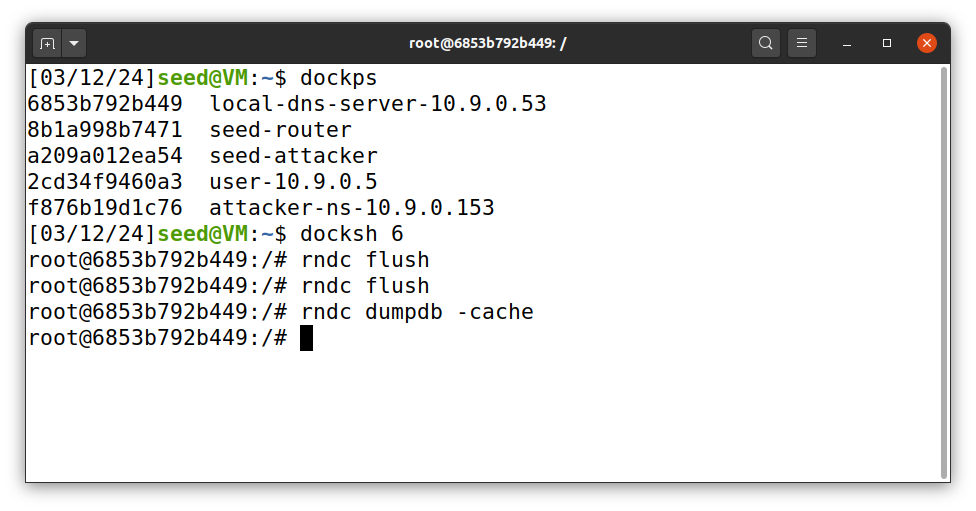 root@6853b792b449: /
[03/12/24]seed@VM:~$ dockps
6853b792b449  local-dns-server-10.9.0.53
8b1a998b7471  seed-router
a209a012ea54  seed-attacker
2cd34f9460a3  user-10.9.0.5
f876b19d1c76  attacker-ns-10.9.0.153
[03/12/24]seed@VM:~$ docksh 6
root@6853b792b449:/# rndc flush
root@6853b792b449:/# rndc flush
root@6853b792b449:/# rndc dumpdb -cache
root@6853b792b449:/#